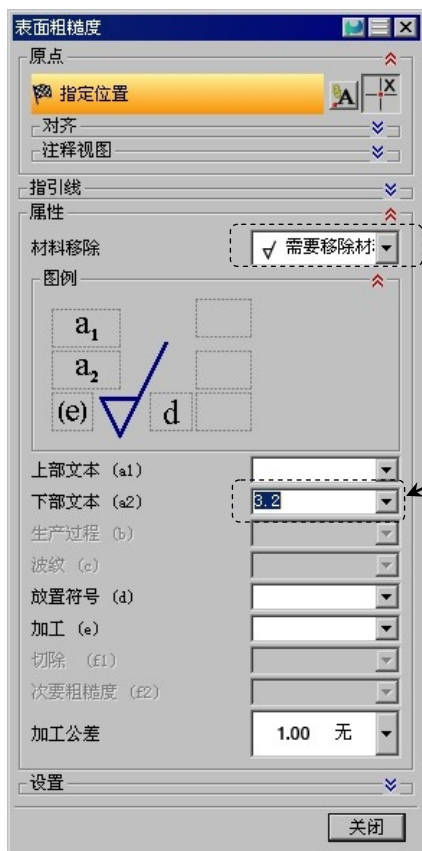 表面粗糙度
原点
指定位置
A X
对齐
注释视图
指引线
属性
材料移除 需要移除材
图例
a1
a2
(e) d
上部文本 (a1)
下部文本 (a2) 3.2
生产过程 (b)
波纹 (c)
放置符号 (d)
加工 (e)
切除 (f1)
次要粗糙度 (f2)
加工公差 1.00 无
设置
关闭